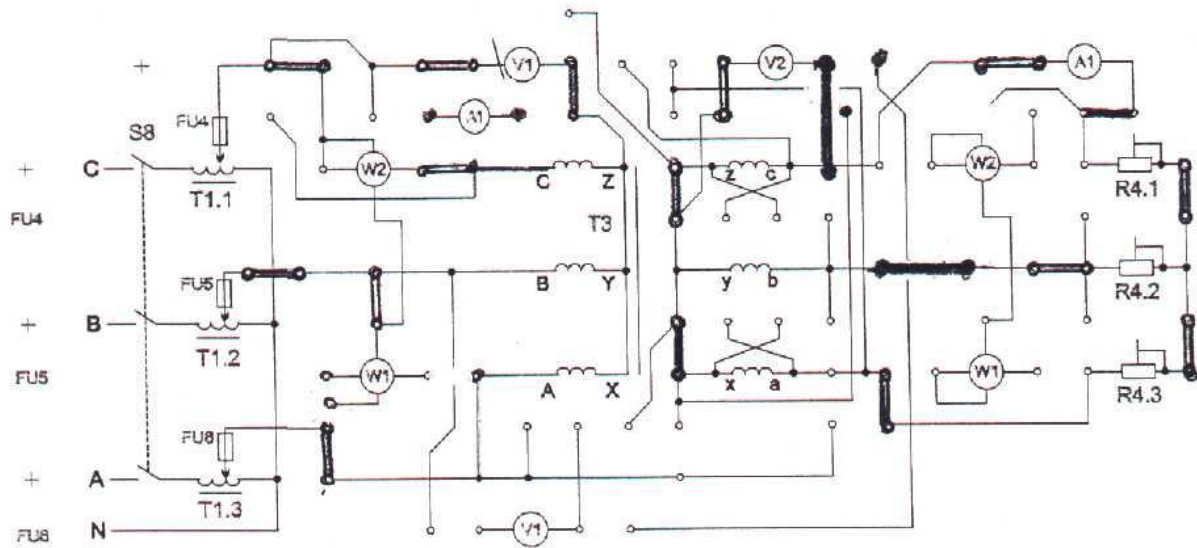 V1
V2
A1
FU4
A1
S8
C
W2
C
Z
z
c
W2
R4.1
T1.1
T3
FU4
FU5
B
Y
y
b
R4.2
B
T1.2
FU5
W1
A
X
x
a
W1
R4.3
FU8
A
T1.3
FU8
N
V1